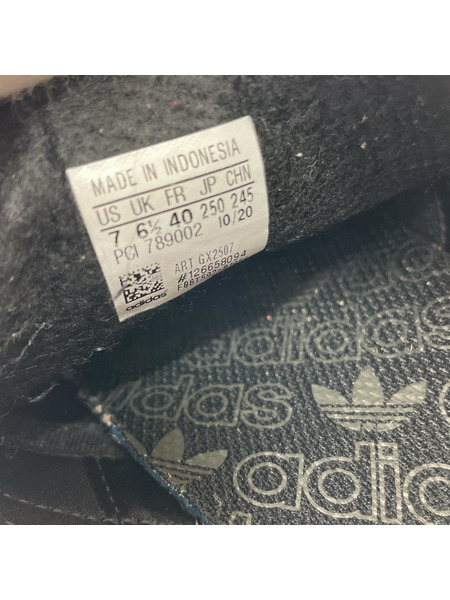 MADE IN INDONESIA
US UK FR JP CHN
7 6½ 40 250 245
PCI 789002 10/20
ART GX2507
#126658094
adidas
adidas
adidas